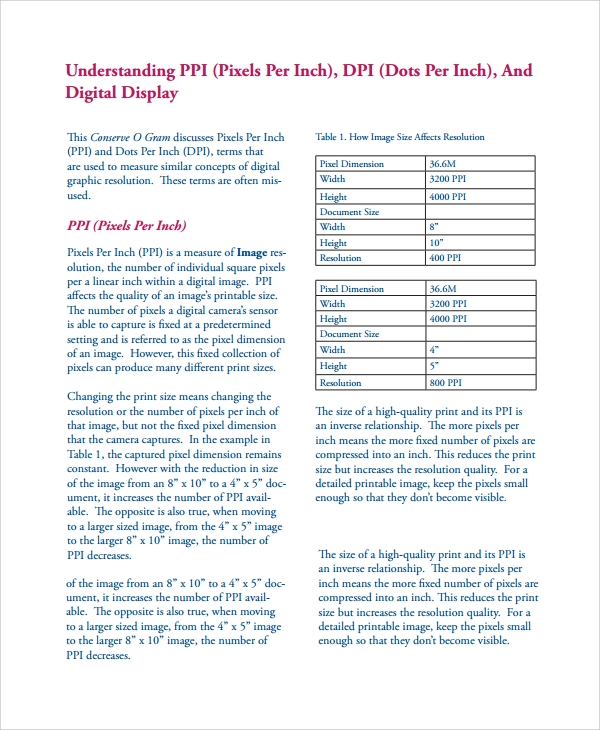 Understanding PPI (Pixels Per Inch), DPI (Dots Per Inch), And
Digital Display
This Conserve O Gram discusses Pixels Per Inch
(PPI) and Dots Per Inch (DPI), terms that
are used to measure similar concepts of digital
graphic resolution.  These terms are often mis-
used.
PPI (Pixels Per Inch)
Pixels Per Inch (PPI) is a measure of Image res-
olution, the number of individual square pixels
per a linear inch within a digital image.  PPI
affects the quality of an image's printable size.
The number of pixels a digital camera's sensor
is able to capture is fixed at a predetermined
setting and is referred to as the pixel dimension
of an image.  However, this fixed collection of
pixels can produce many different print sizes.
Changing the print size means changing the
resolution or the number of pixels per inch of
that image, but not the fixed pixel dimension
that the camera captures.  In the example in
Table 1, the captured pixel dimension remains
constant.  However with the reduction in size
of the image from an 8" x 10" to a 4" x 5" doc-
ument, it increases the number of PPI avail-
able.  The opposite is also true, when moving
to a larger sized image, from the 4" x 5" image
to the larger 8" x 10" image, the number of
PPI decreases.
of the image from an 8" x 10" to a 4" x 5" doc-
ument, it increases the number of PPI avail-
able.  The opposite is also true, when moving
to a larger sized image, from the 4" x 5" image
to the larger 8" x 10" image, the number of
PPI decreases.
Table 1. How Image Size Affects Resolution
Pixel Dimension 36.6M
Width 3200 PPI
Height 4000 PPI
Document Size
Width 8"
Height 10"
Resolution 400 PPI
Pixel Dimension 36.6M
Width 3200 PPI
Height 4000 PPI
Document Size
Width 4"
Height 5"
Resolution 800 PPI
The size of a high-quality print and its PPI is
an inverse relationship.  The more pixels per
inch means the more fixed number of pixels are
compressed into an inch. This reduces the print
size but increases the resolution quality.  For a
detailed printable image, keep the pixels small
enough so that they don't become visible.
The size of a high-quality print and its PPI is
an inverse relationship.  The more pixels per
inch means the more fixed number of pixels are
compressed into an inch. This reduces the print
size but increases the resolution quality.  For a
detailed printable image, keep the pixels small
enough so that they don't become visible.